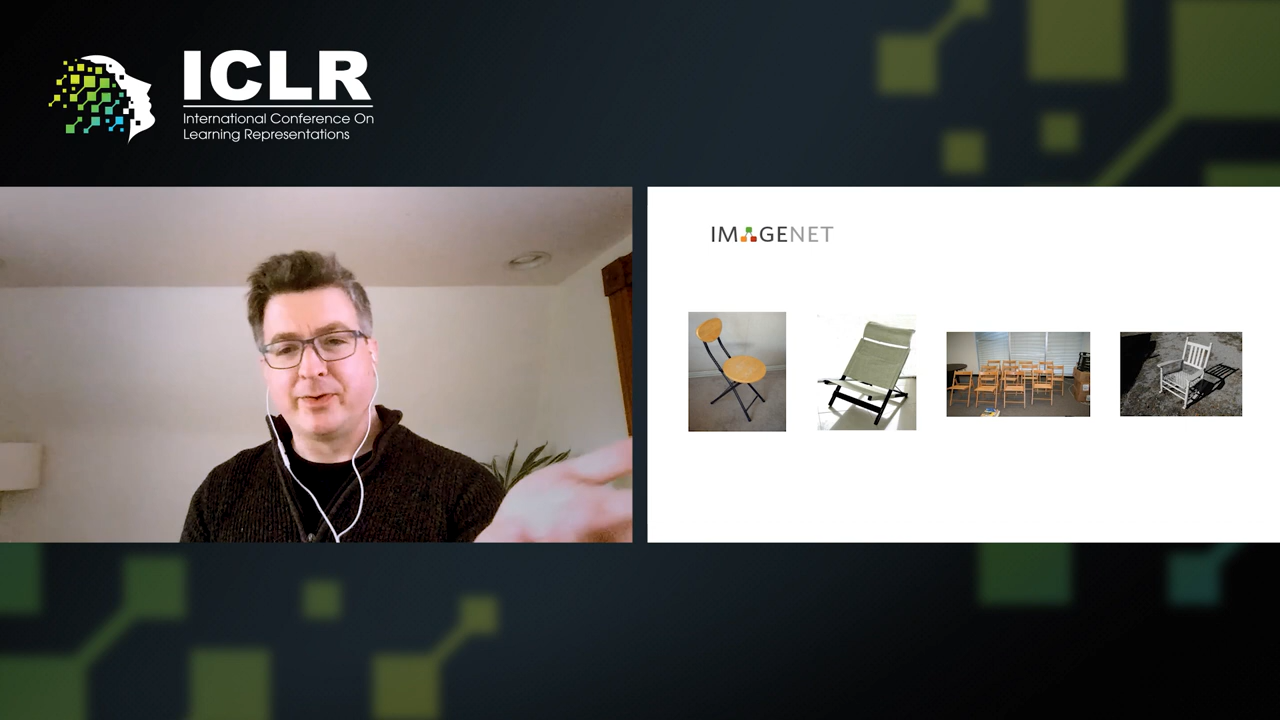 ICLR
International Conference On
Learning Representations
IMAGENET